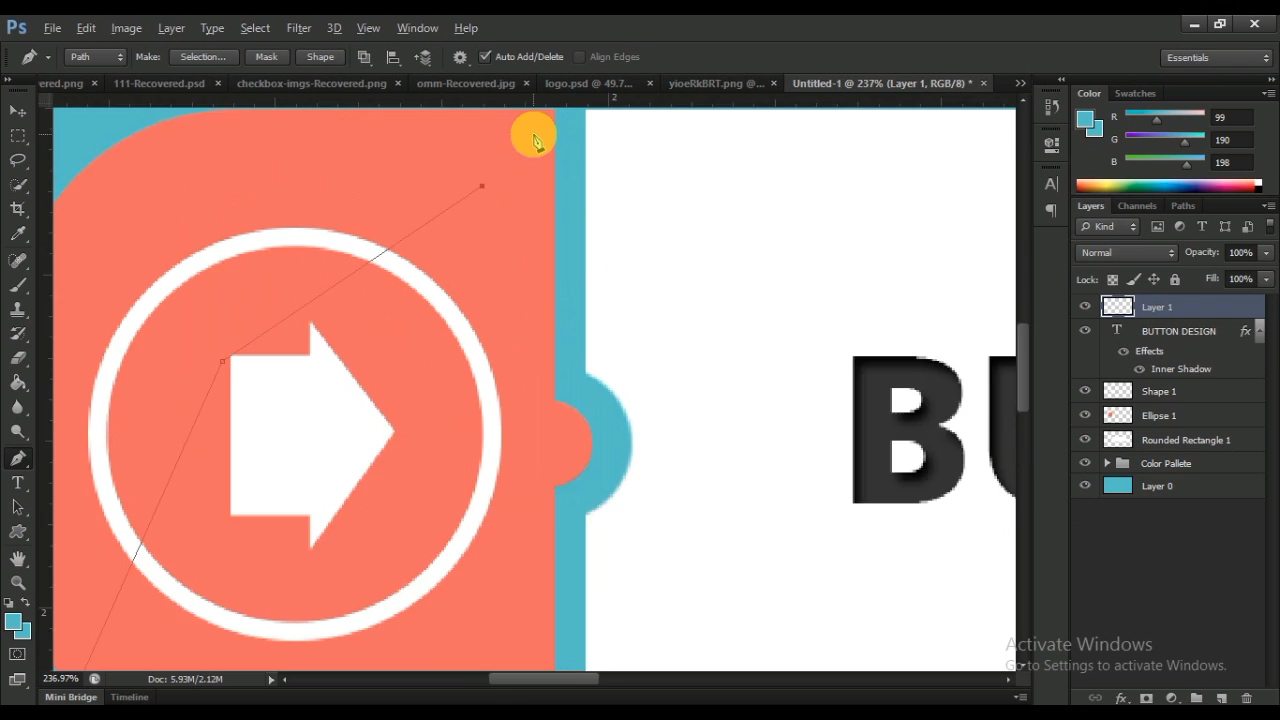 Ps File Edit Image Layer Type Select Filter 3D View Window Help
Path Make: Selection... Mask Shape Auto Add/Delete Align Edges Essentials
ered.png × 111-Recovered.psd × checkbox-imgs-Recovered.png × omm-Recovered.jpg × logo.psd @ 49.7... × yioeRkBRT.png @... × Untitled-1 @ 237% (Layer 1, RGB/8) * ×
2
Color Swatches
R 99
G 190
B 198
Layers Channels Paths
Kind
Normal Opacity: 100%
Lock: Fill: 100%
Layer 1
T BUTTON DESIGN fx
Effects
Inner Shadow
Shape 1
Ellipse 1
Rounded Rectangle 1
Color Pallete
Layer 0
BU
2
Activate Windows
Go to Settings to activate Windows.
236.97% Doc: 5.93M/2.12M
Mini Bridge Timeline